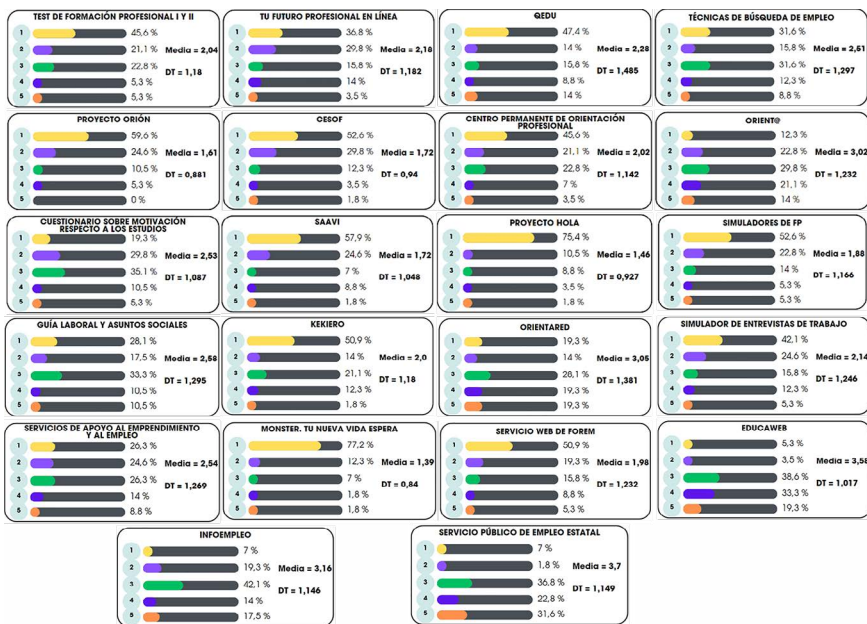 TEST DE FORMACIÓN PROFESIONAL I Y II
1 45,6 %
2 21,1 % Media = 2,04
3 22,8 %
4 5,3 % DT = 1,18
5 5,3 %
TU FUTURO PROFESIONAL EN LÍNEA
1 36,8 %
2 29,8 % Media = 2,18
3 15,8 %
4 14 % DT = 1,182
5 3,5 %
QEDU
1 47,4 %
2 14 % Media = 2,28
3 15,8 %
4 8,8 % DT = 1,485
5 14 %
TÉCNICAS DE BÚSQUEDA DE EMPLEO
1 31,6 %
2 15,8 % Media = 2,51
3 31,6 %
4 12,3 % DT = 1,297
5 8,8 %
PROYECTO ORIÓN
1 59,6 %
2 24,6 % Media = 1,61
3 10,5 %
4 5,3 % DT = 0,881
5 0 %
CESOF
1 52,6 %
2 29,8 % Media = 1,72
3 12,3 %
4 3,5 % DT = 0,94
5 1,8 %
CENTRO PERMANENTE DE ORIENTACIÓN
PROFESIONAL
1 45,6 %
2 21,1 % Media = 2,02
3 22,8 %
4 7 % DT = 1,142
5 3,5 %
ORIENT@
1 12,3 %
2 22,8 % Media = 3,02
3 29,8 %
4 21,1 % DT = 1,232
5 14 %
CUESTIONARIO SOBRE MOTIVACIÓN
RESPECTO A LOS ESTUDIOS
1 19,3 %
2 29,8 % Media = 2,53
3 35,1 %
4 10,5 % DT = 1,087
5 5,3 %
SAAVI
1 57,9 %
2 24,6 % Media = 1,72
3 7 %
4 8,8 % DT = 1,048
5 1,8 %
PROYECTO HOLA
1 75,4 %
2 10,5 % Media = 1,46
3 8,8 %
4 3,5 % DT = 0,927
5 1,8 %
SIMULADORES DE FP
1 52,6 %
2 22,8 % Media = 1,88
3 14 %
4 5,3 % DT = 1,166
5 5,3 %
GUÍA LABORAL Y ASUNTOS SOCIALES
1 28,1 %
2 17,5 % Media = 2,58
3 33,3 %
4 10,5 % DT = 1,295
5 10,5 %
KEKIERO
1 50,9 %
2 14 % Media = 2,0
3 21,1 %
4 12,3 % DT = 1,18
5 1,8 %
ORIENTARED
1 19,3 %
2 14 % Media = 3,05
3 28,1 %
4 19,3 % DT = 1,381
5 19,3 %
SIMULADOR DE ENTREVISTAS DE TRABAJO
1 42,1 %
2 24,6 % Media = 2,14
3 15,8 %
4 12,3 % DT = 1,246
5 5,3 %
SERVICIOS DE APOYO AL EMPRENDIMIENTO
Y AL EMPLEO
1 26,3 %
2 24,6 % Media = 2,54
3 26,3 %
4 14 % DT = 1,269
5 8.8 %
MONSTER. TU NUEVA VIDA ESPERA
1 77,2 %
2 12,3 % Media = 1,39
3 7 %
4 1,8 % DT = 0,84
5 1,8 %
SERVICIO WEB DE FOREM
1 50,9 %
2 19,3 % Media = 1,98
3 15,8 %
4 8,8 % DT = 1,232
5 5,3 %
EDUCAWEB
1 5,3 %
2 3,5 % Media = 3,58
3 38,6 %
4 33,3 % DT = 1,017
5 19,3 %
INFOEMPLEO
1 7 %
2 19,3 % Media = 3,16
3 42,1 %
4 14 % DT = 1,146
5 17,5 %
SERVICIO PÚBLICO DE EMPLEO ESTATAL
1 7 %
2 1,8 % Media = 3,7
3 36,8 %
4 22,8 % DT = 1,149
5 31,6 %